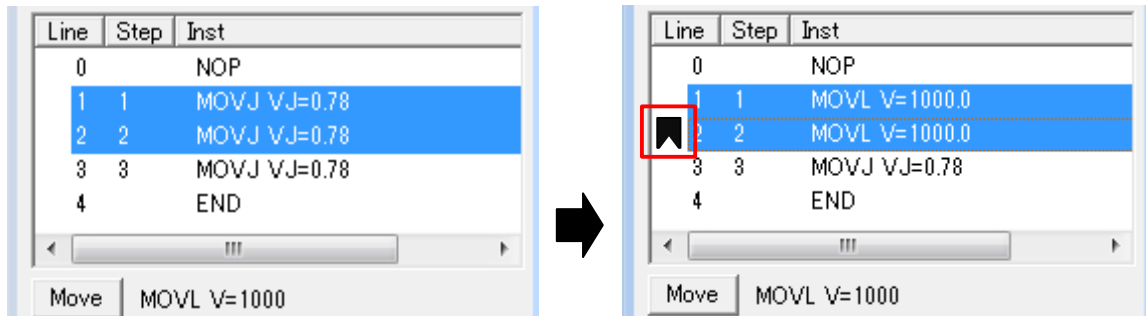 Line Step Inst
0 NOP
1 1 MOVJ VJ=0.78
2 2 MOVJ VJ=0.78
3 3 MOVJ VJ=0.78
4 END
Move MOVL V=1000
Line Step Inst
0 NOP
1 1 MOVL V=1000.0
2 2 MOVL V=1000.0
3 3 MOVJ VJ=0.78
4 END
Move MOVL V=1000